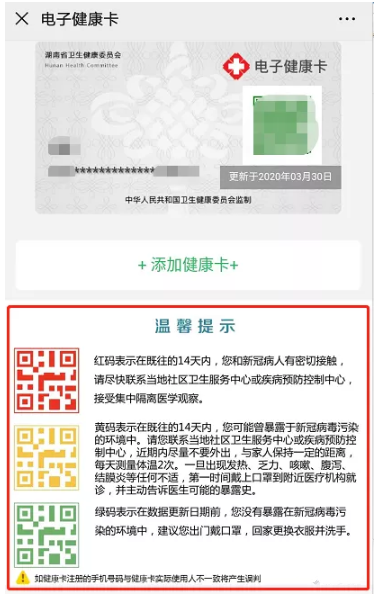 电子健康卡
湖南省卫生健康委员会
Hunan Health Committee
电子健康卡
更新于2020年03月30日
中华人民共和国卫生健康委员会监制
+ 添加健康卡+
温馨提示
红码表示在既往的14天内，您和新冠病人有密切接触，
请尽快联系当地社区卫生服务中心或疾病预防控制中心，
接受集中隔离医学观察。
黄码表示在既往的14天内，您可能曾暴露于新冠病毒污染
的环境中。请您联系当地社区卫生服务中心或疾病预防控
制中心，近期内尽量不要外出，与家人保持一定的距离，
每天测量体温2次。一旦出现发热、乏力、咳嗽、腹泻、
结膜炎等任何不适，第一时间戴上口罩到附近医疗机构就
诊，并主动告诉医生可能的暴露史。
绿码表示在数据更新日期前，您没有暴露在新冠病毒污
染的环境中，建议您出门戴口罩，回家更换衣服并洗手。
如健康卡注册的手机号码与健康卡实际使用人不一致将产生误判